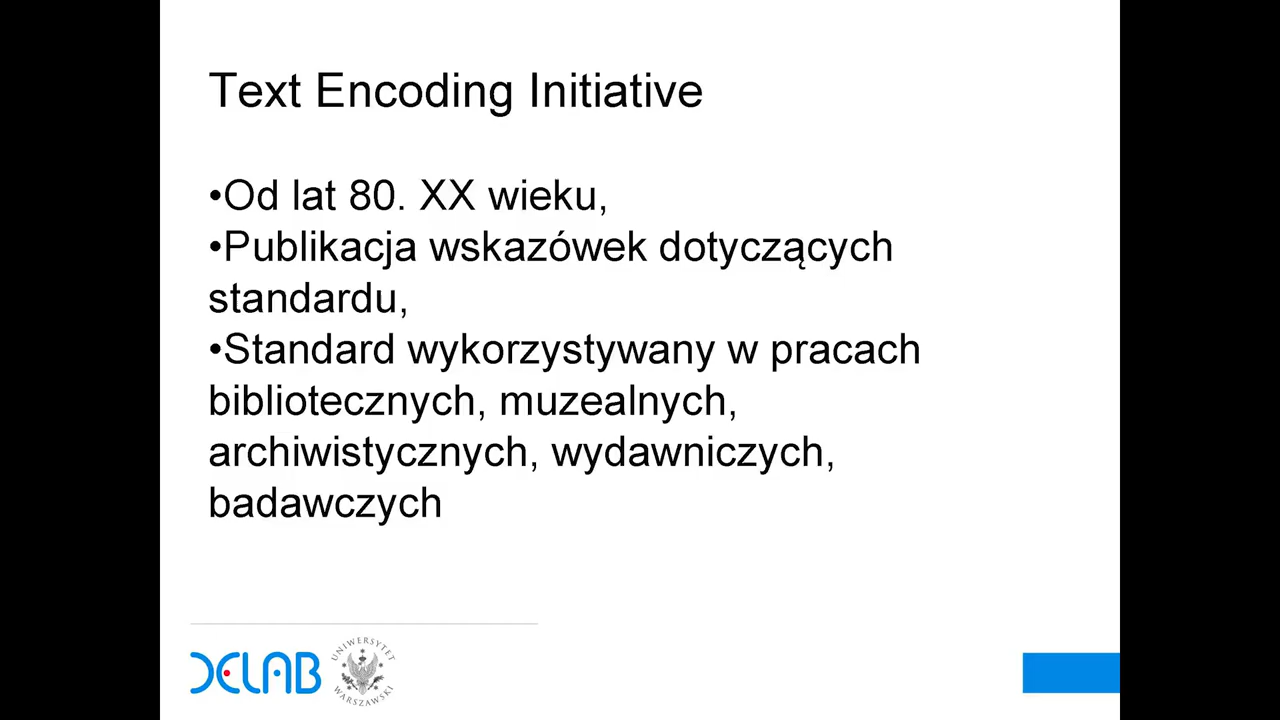 Text Encoding Initiative
•Od lat 80. XX wieku,
•Publikacja wskazówek dotyczących
standardu,
•Standard wykorzystywany w pracach
bibliotecznych, muzealnych,
archiwistycznych, wydawniczych,
badawczych
DELAB
UNIWERSYTET
WARSZAWSKI